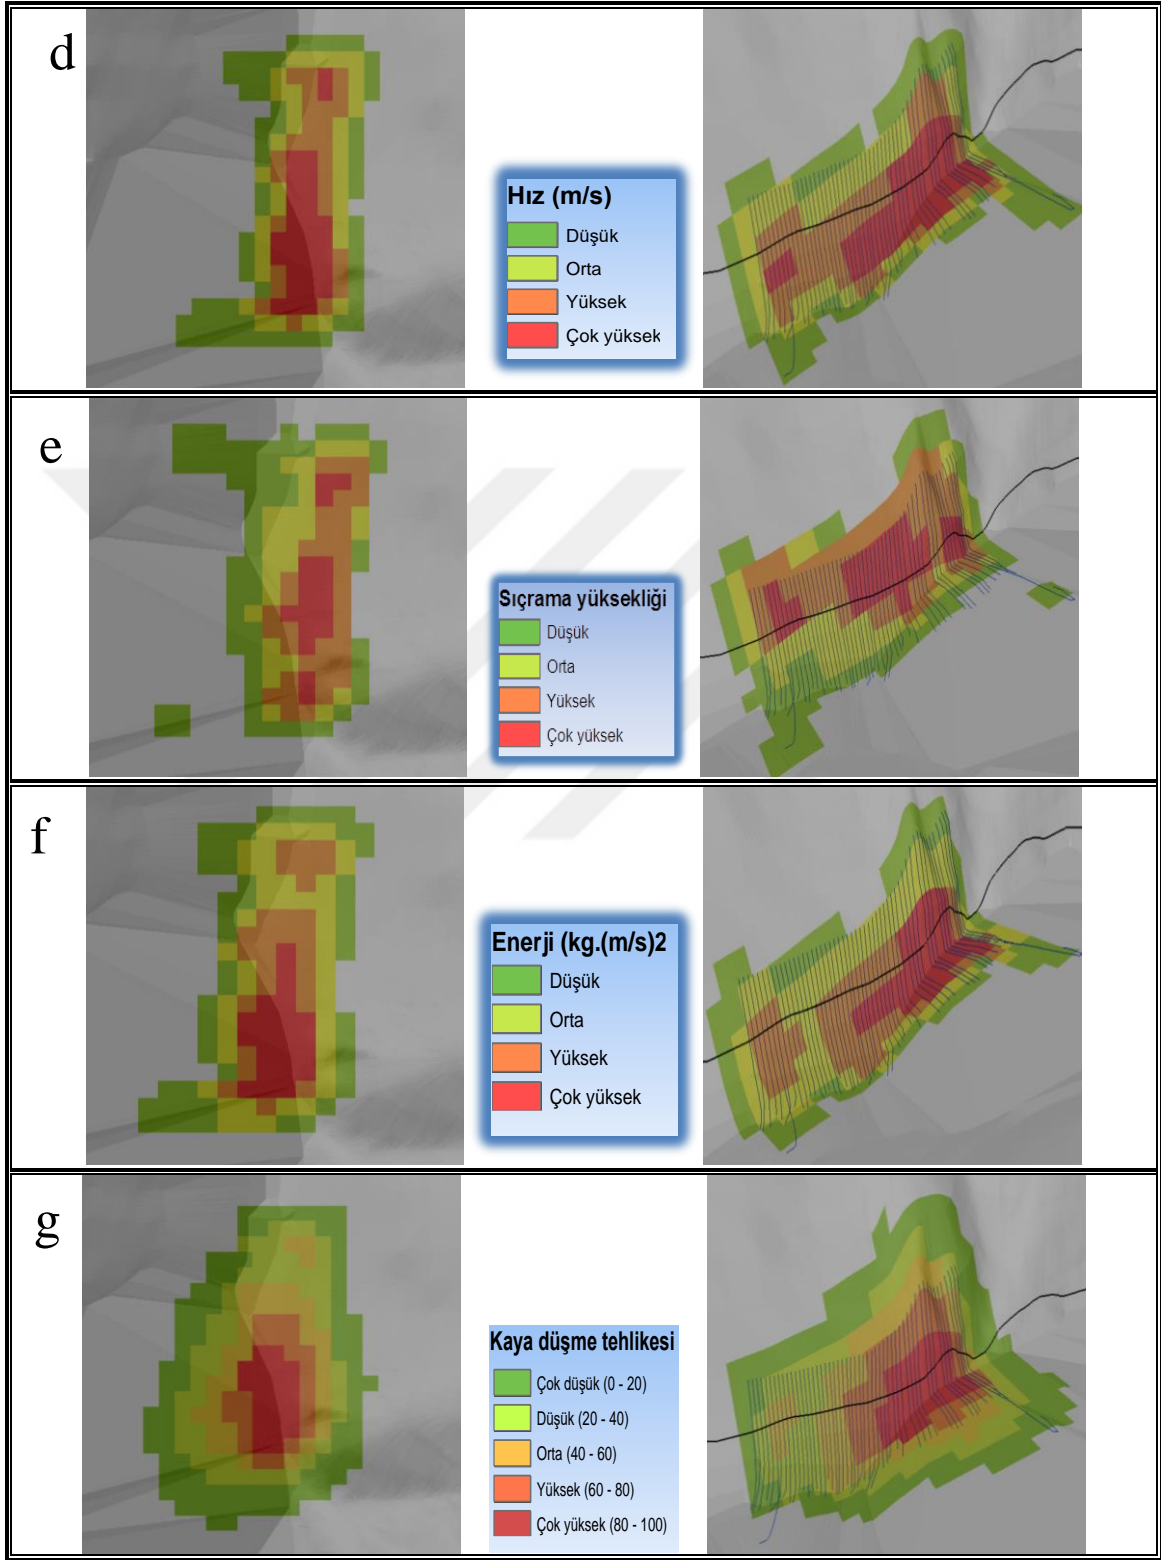 d
Hız (m/s)
Düşük
Orta
Yüksek
Çok yüksek
e
Sıçrama yüksekliği
Düşük
Orta
Yüksek
Çok yüksek
f
Enerji (kg.(m/s)2
Düşük
Orta
Yüksek
Çok yüksek
g
Kaya düşme tehlikesi
Çok düşük (0 - 20)
Düşük (20 - 40)
Orta (40 - 60)
Yüksek (60 - 80)
Çok yüksek (80 - 100)